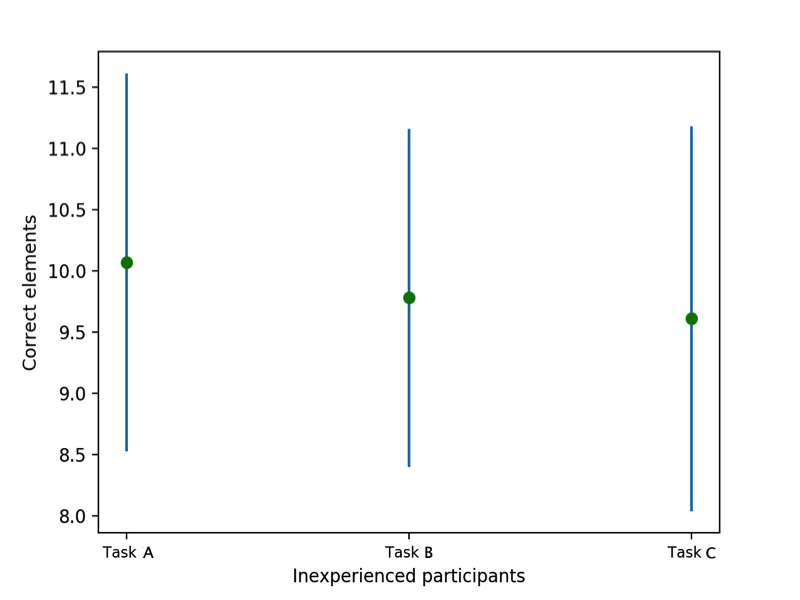 11.5
11.0
10.5
10.0
9.5
9.0
8.5
8.0
Correct elements
Task A
Task B
Task C
Inexperienced participants